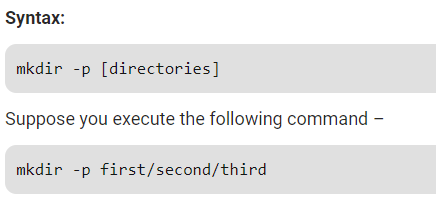 Syntax:
mkdir -p [directories]
Suppose you execute the following command –
mkdir -p first/second/third